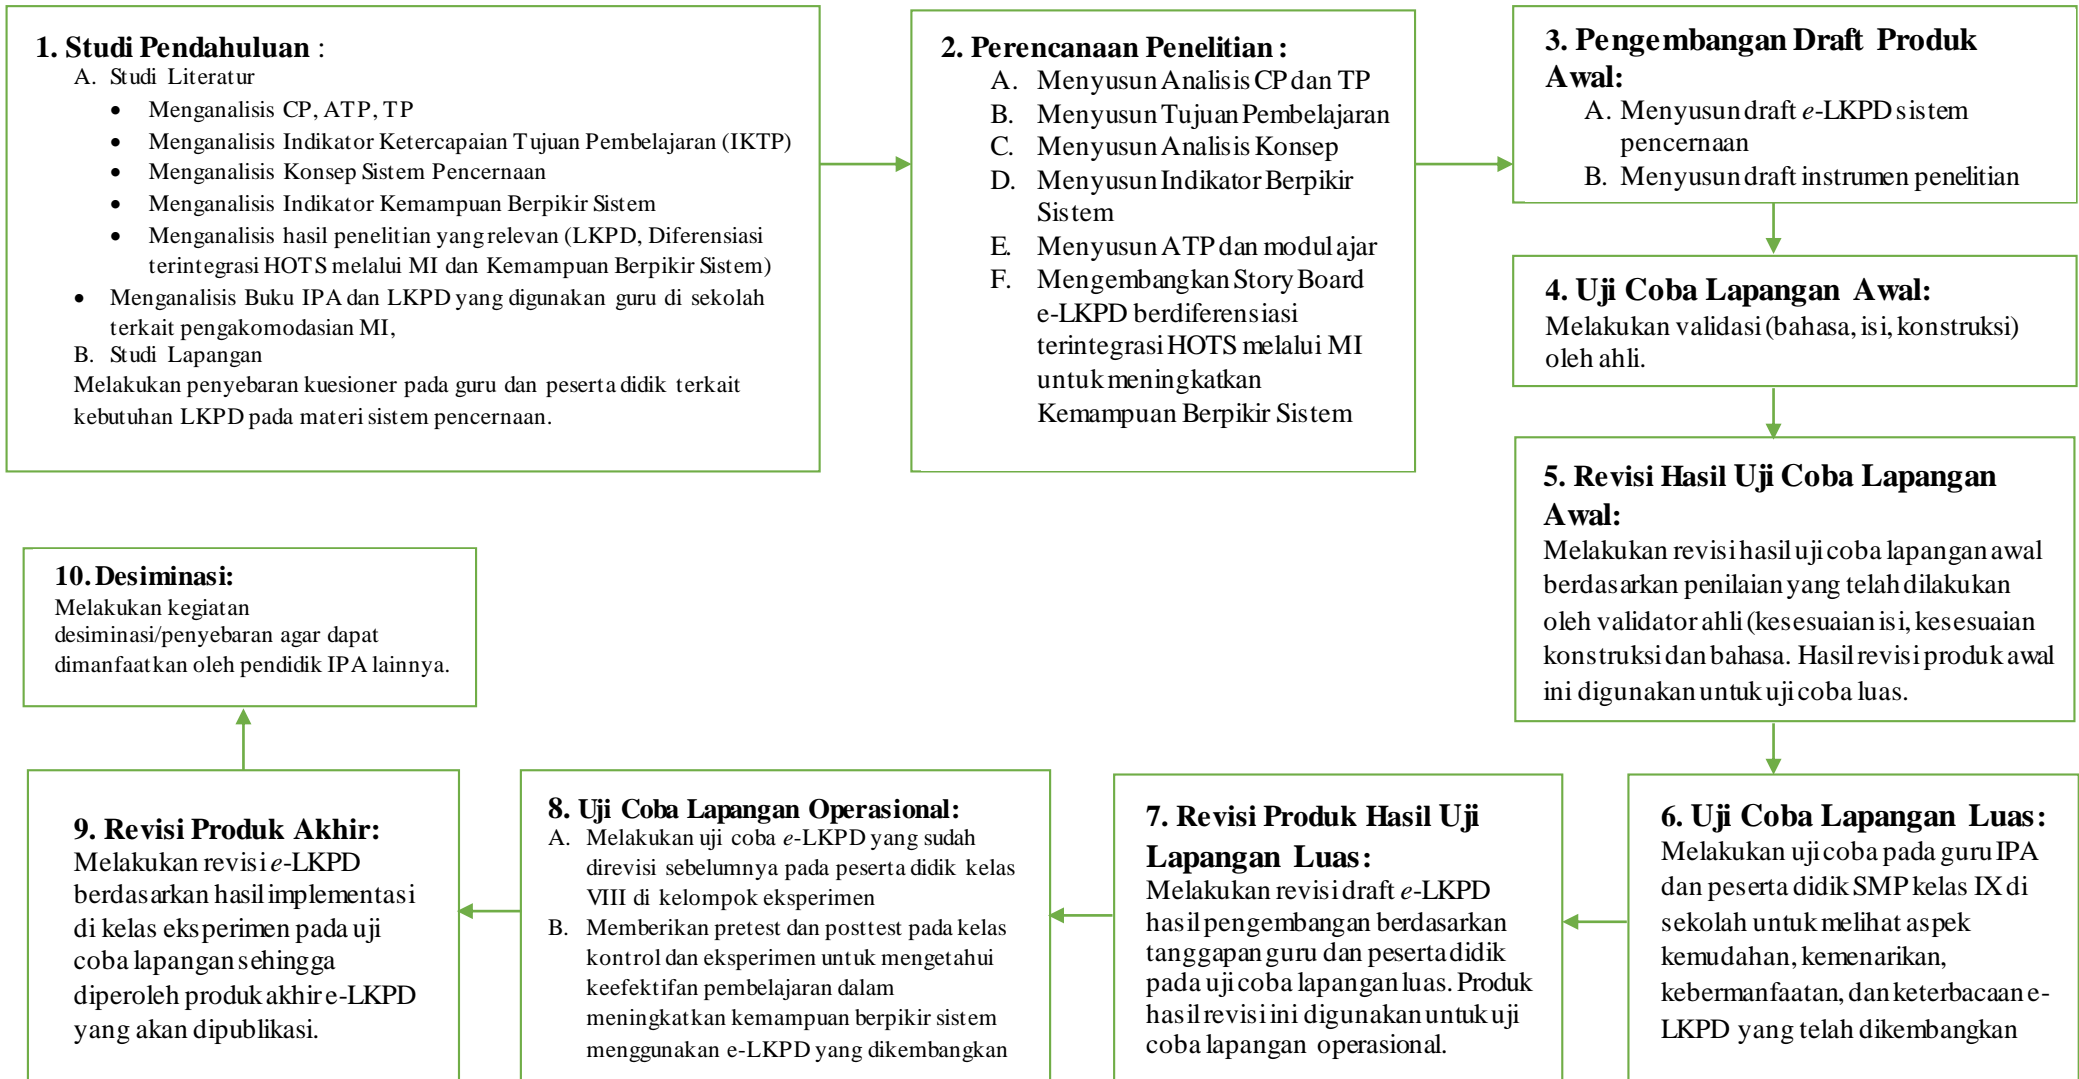 1. Studi Pendahuluan :
A. Studi Literatur
• Menganalisis CP, ATP, TP
• Menganalisis Indikator Ketercapaian Tujuan Pembelajaran (IKTP)
• Menganalisis Konsep Sistem Pencernaan
• Menganalisis Indikator Kemampuan Berpikir Sistem
• Menganalisis hasil penelitian yang relevan (LKPD, Diferensiasi
terintegrasi HOTS melalui MI dan Kemampuan Berpikir Sistem)
• Menganalisis Buku IPA dan LKPD yang digunakan guru di sekolah
terkait pengakomodasian MI,
B. Studi Lapangan
Melakukan penyebaran kuesioner pada guru dan peserta didik terkait
kebutuhan LKPD pada materi sistem pencernaan.
2. Perencanaan Penelitian :
A. Menyusun Analisis CP dan TP
B. Menyusun Tujuan Pembelajaran
C. Menyusun Analisis Konsep
D. Menyusun Indikator Berpikir
Sistem
E. Menyusun ATP dan modul ajar
F. Mengembangkan Story Board
e-LKPD berdiferensiasi
terintegrasi HOTS melalui MI
untuk meningkatkan
Kemampuan Berpikir Sistem
3. Pengembangan Draft Produk
Awal:
A. Menyusun draft e-LKPD sistem
pencernaan
B. Menyusun draft instrumen penelitian
4. Uji Coba Lapangan Awal:
Melakukan validasi (bahasa, isi, konstruksi)
oleh ahli.
5. Revisi Hasil Uji Coba Lapangan
Awal:
Melakukan revisi hasil uji coba lapangan awal
berdasarkan penilaian yang telah dilakukan
oleh validator ahli (kesesuaian isi, kesesuaian
konstruksi dan bahasa. Hasil revisi produk awal
ini digunakan untuk uji coba luas.
6. Uji Coba Lapangan Luas:
Melakukan uji coba pada guru IPA
dan peserta didik SMP kelas IX di
sekolah untuk melihat aspek
kemudahan, kemenarikan,
kebermanfaatan, dan keterbacaan e-
LKPD yang telah dikembangkan
7. Revisi Produk Hasil Uji
Lapangan Luas:
Melakukan revisi draft e-LKPD
hasil pengembangan berdasarkan
tanggapan guru dan peserta didik
pada uji coba lapangan luas. Produk
hasil revisi ini digunakan untuk uji
coba lapangan operasional.
8. Uji Coba Lapangan Operasional:
A. Melakukan uji coba e-LKPD yang sudah
direvisi sebelumnya pada peserta didik kelas
VIII di kelompok eksperimen
B. Memberikan pretest dan posttest pada kelas
kontrol dan eksperimen untuk mengetahui
keefektifan pembelajaran dalam
meningkatkan kemampuan berpikir sistem
menggunakan e-LKPD yang dikembangkan
9. Revisi Produk Akhir:
Melakukan revisi e-LKPD
berdasarkan hasil implementasi
di kelas eksperimen pada uji
coba lapangan sehingga
diperoleh produk akhir e-LKPD
yang akan dipublikasi.
10. Desiminasi:
Melakukan kegiatan
desiminasi/penyebaran agar dapat
dimanfaatkan oleh pendidik IPA lainnya.